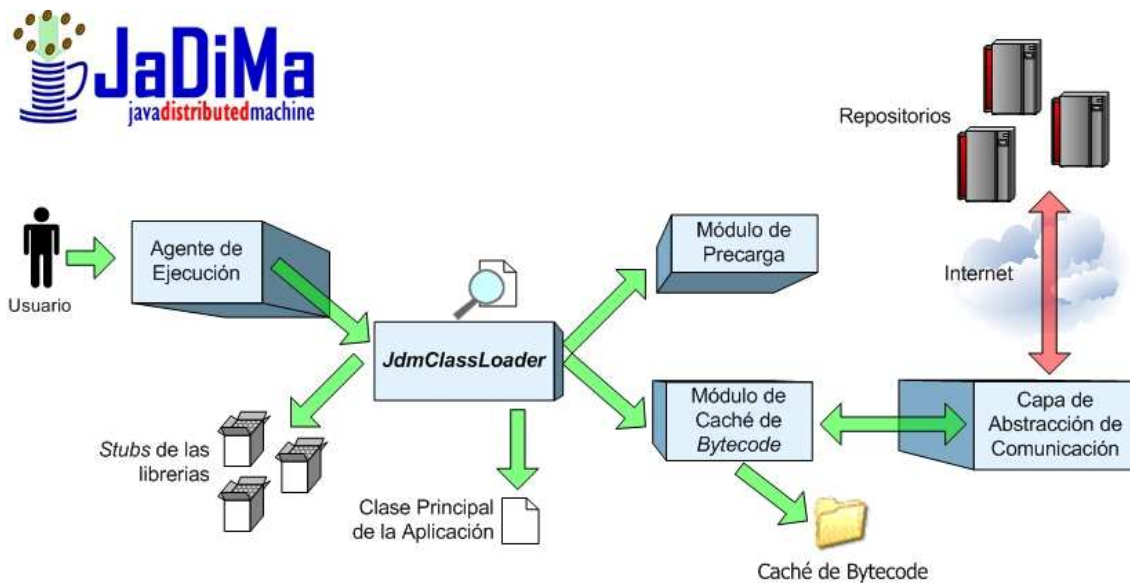 JaDiMa
javadistributedmachine
Repositorios
Usuario
Agente de
Ejecución
Módulo de
Precarga
Internet
JdmClassLoader
Módulo de
Caché de
Bytecode
Capa de
Abstracción de
Comunicación
Stubs de las
librerias
Clase Principal
de la Aplicación
Caché de Bytecode